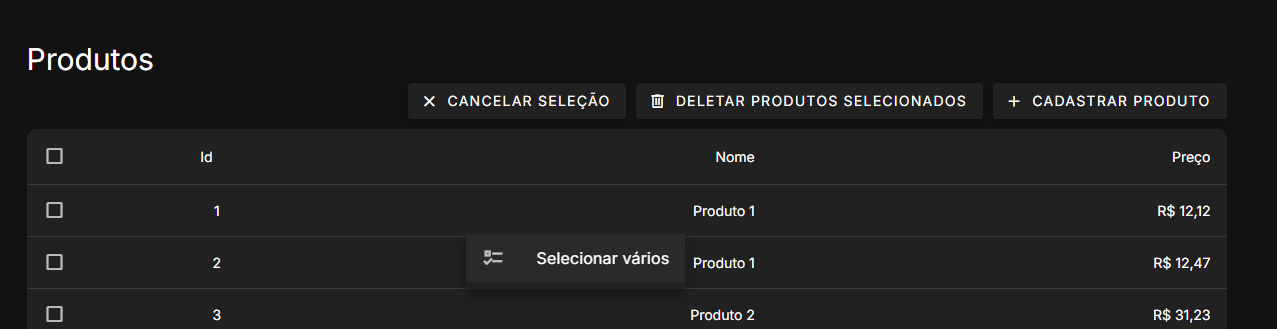 Produtos
CANCELAR SELEÇÃO DELETAR PRODUTOS SELECIONADOS CADASTRAR PRODUTO
Id Nome Preço
1 Produto 1 R$ 12,12
Selecionar vários
2 Produto 1 R$ 12,47
3 Produto 2 R$ 31,23